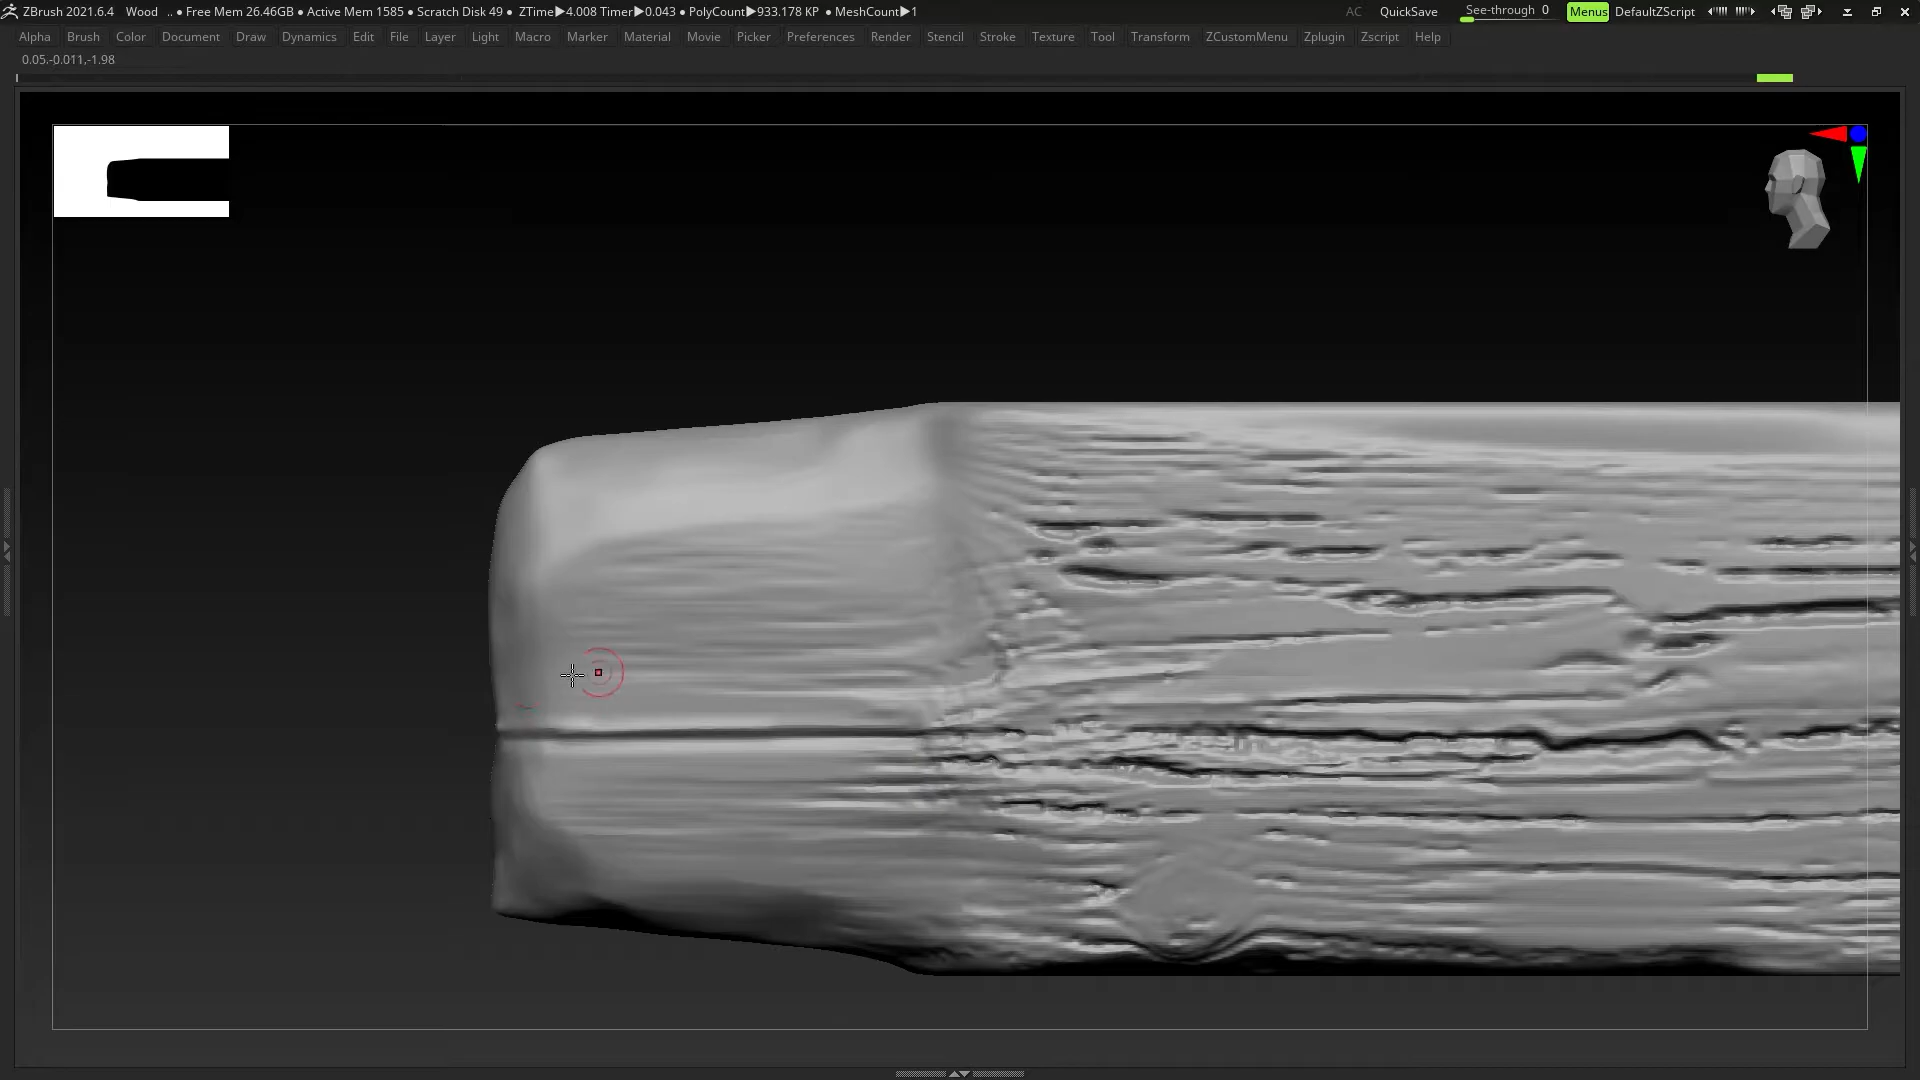 ZBrush 2021.6.4 Wood .. ● Free Mem 26.46GB ● Active Mem 1585 ● Scratch Disk 49 ● ZTime▶4.008 Timer▶0.043 ● PolyCount▶933.178 KP ● MeshCount▶1 AC QuickSave See-through 0 Menus DefaultZScript
Alpha Brush Color Document Draw Dynamics Edit File Layer Light Macro Marker Material Movie Picker Preferences Render Stencil Stroke Texture Tool Transform ZCustomMenu Zplugin Zscript Help
0.05.-0.011,-1.98